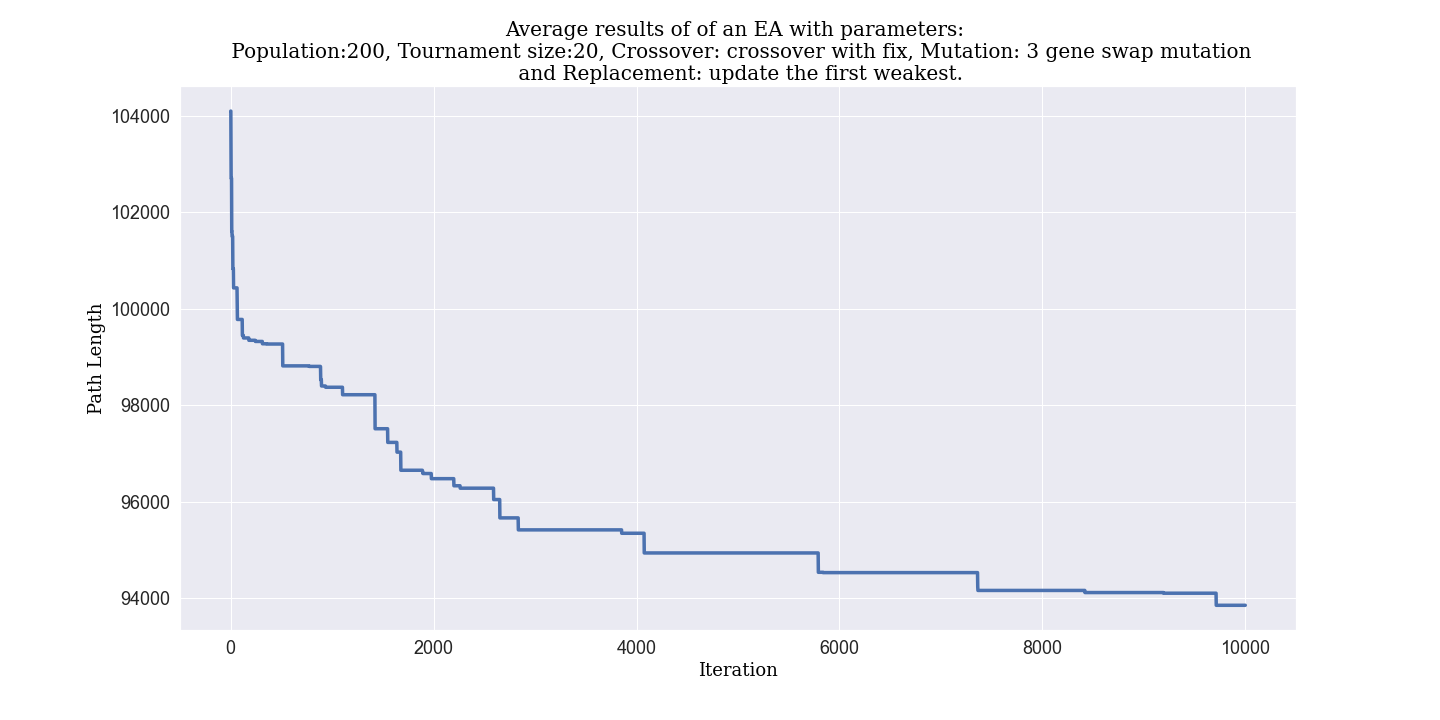 Average results of of an EA with parameters:
Population:200, Tournament size:20, Crossover: crossover with fix, Mutation: 3 gene swap mutation
and Replacement: update the first weakest.
104000
102000
100000
98000
96000
94000
Path Length
0 2000 4000 6000 8000 10000
Iteration